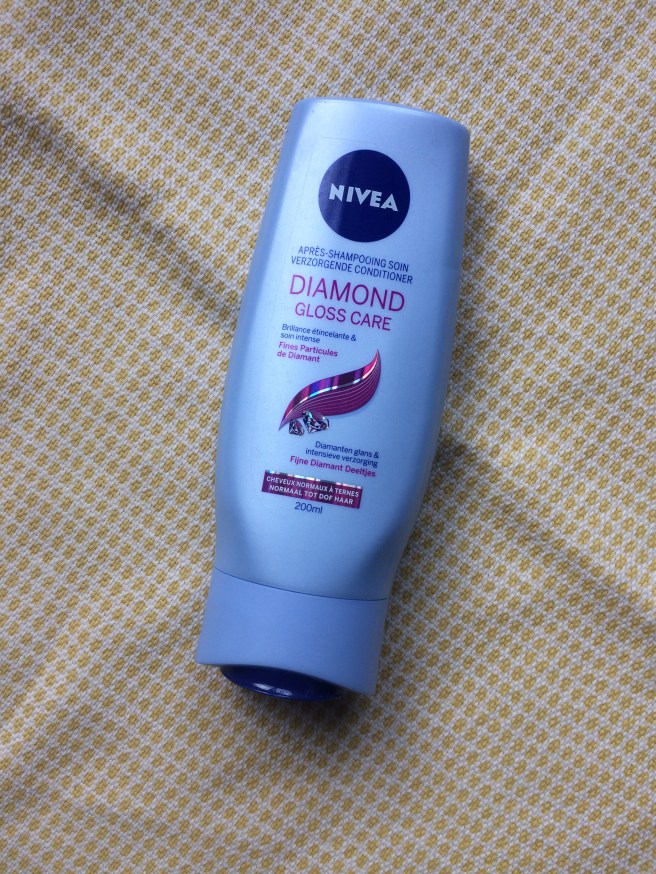 NIVEA
APRÈS-SHAMPOOING SOIN
VERZORGENDE CONDITIONER
DIAMOND
GLOSS CARE
Brillance étincelante &
soin intense
Fines Particules
de Diamant
Diamanten glans &
intensieve verzorging
Fijne Diamant Deeltjes
CHEVEUX NORMAUX À TERNES
NORMAAL TOT DOF HAAR
200ml